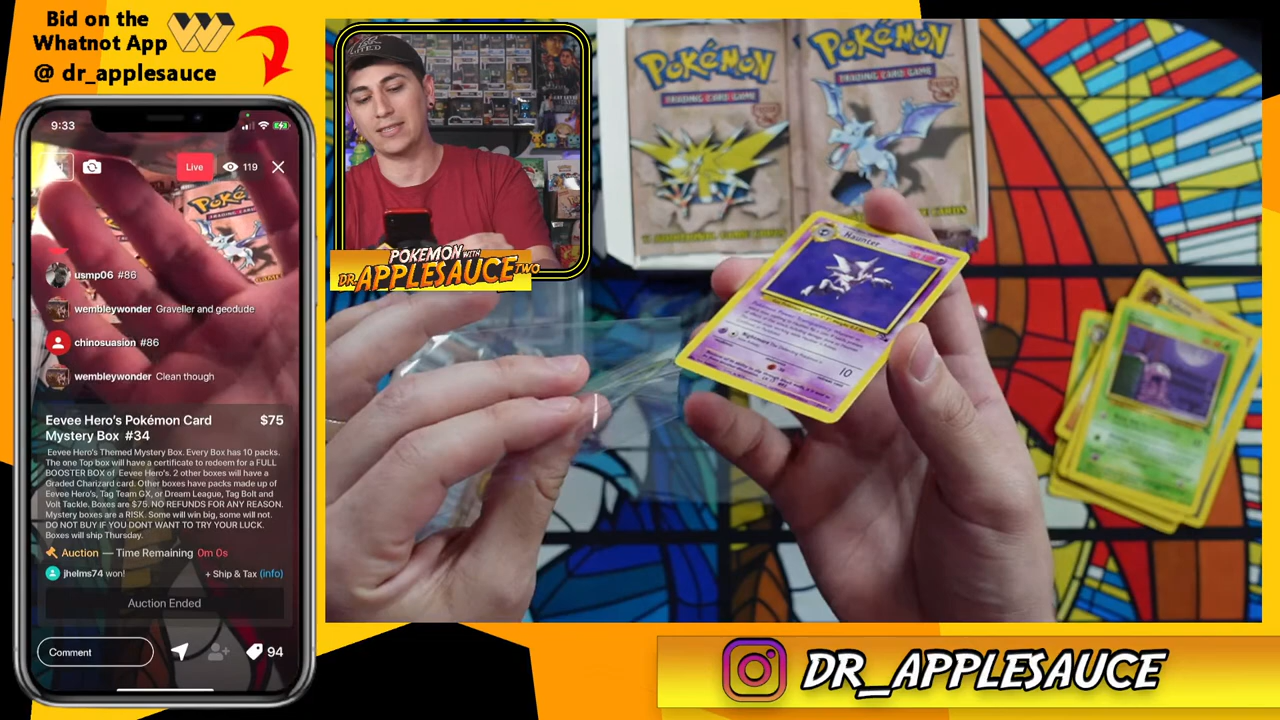 Bid on the
Whatnot App
@ dr_applesauce
9:33
Live
119
usmp06 #86
wembleywonder Graveller and geodude
chinosuasion #86
wembleywonder Clean though
Eevee Hero's Pokémon Card
Mystery Box #34
$75
Eevee Hero's Themed Mystery Box. Every Box has 10 packs.
The one Top box will have a certificate to redeem for a FULL
BOOSTER BOX of Eevee Hero's. 2 other boxes will have a
Graded Charizard card. Other boxes have packs made up of
Eevee Hero's, Tag Team GX, or Dream League, Tag Bolt and
Volt Tackle. Boxes are $75. NO REFUNDS FOR ANY REASON.
Mystery boxes are a RISK. Some will win big, some will not.
DO NOT BUY IF YOU DONT WANT TO TRY YOUR LUCK.
Boxes will ship Thursday.
Auction — Time Remaining 0m 0s
jhelms74 won!
+ Ship & Tax (info)
Auction Ended
Comment
94
POKEMON WITH
DR. APPLESAUCE TWO
POKéMON
TRADING CARD GAME
POKéMON
TRADING CARD GAME
Haunter
Nightmare
10
DR_APPLESAUCE